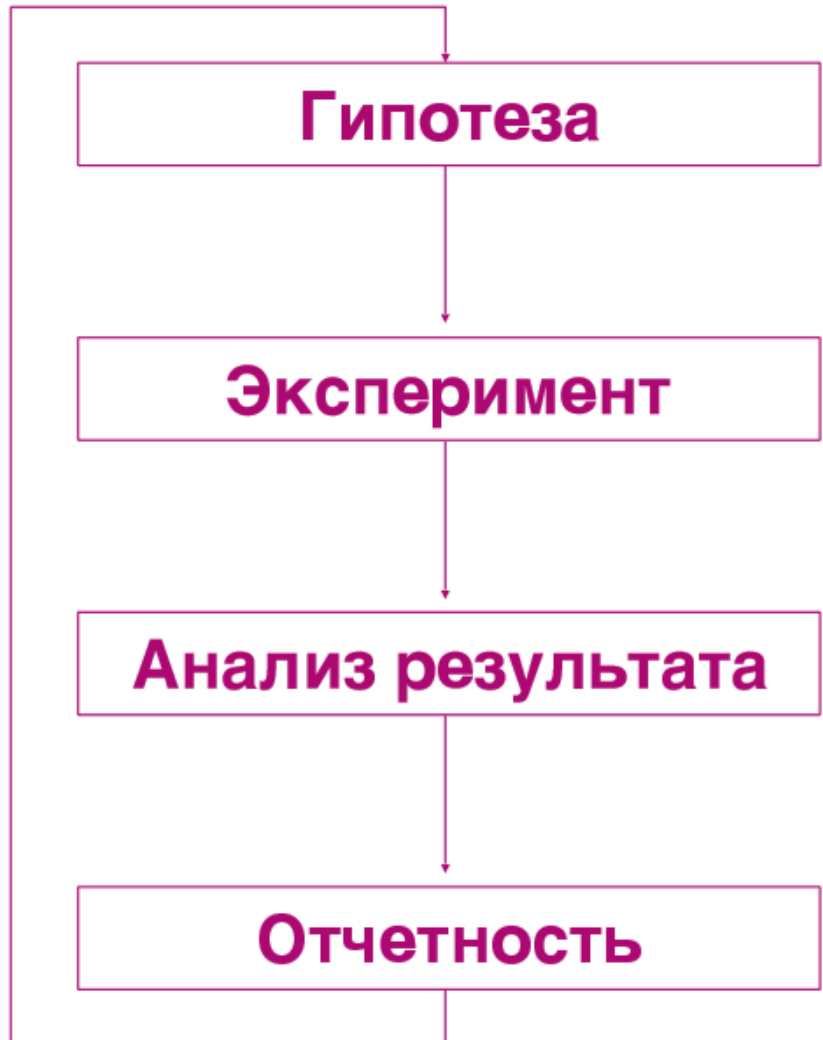 Гипотеза
Эксперимент
Анализ результата
Отчетность